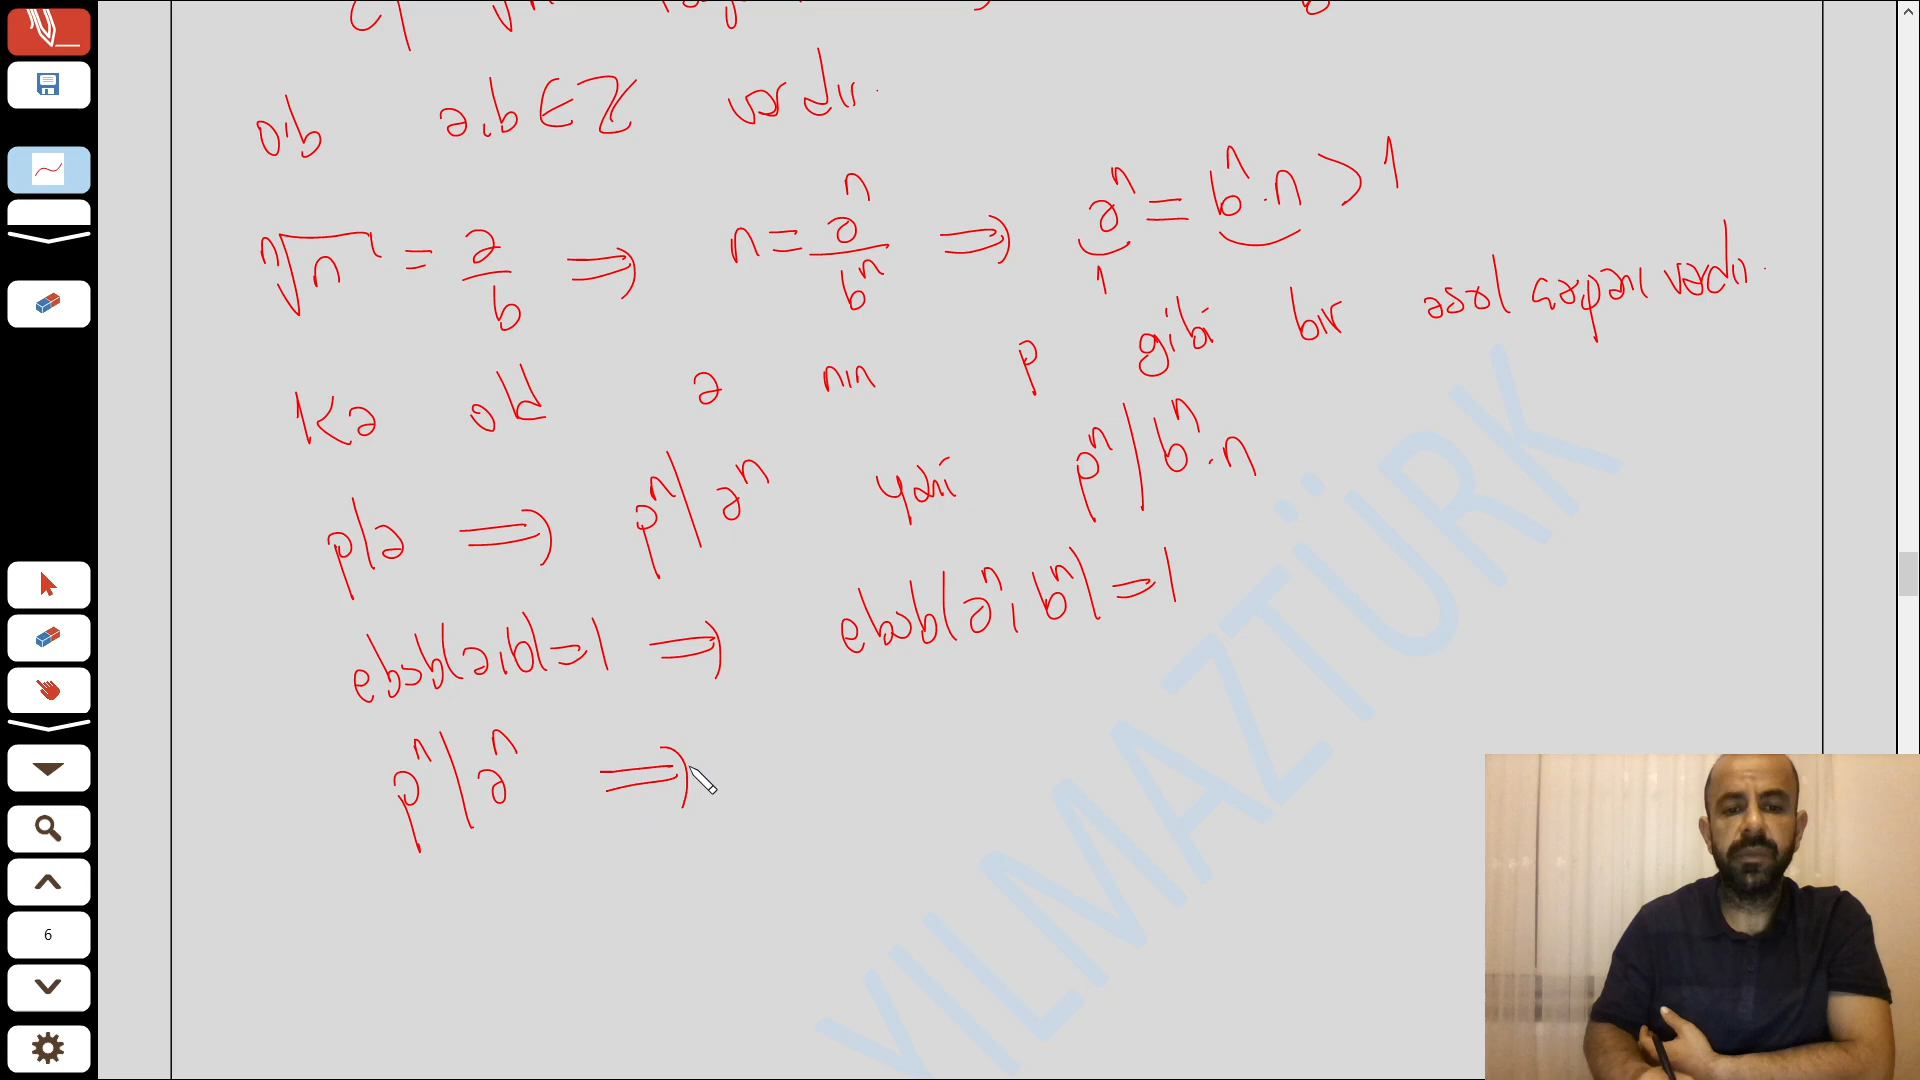 o.b a,b ∈ ℤ vardır.
ⁿ√n = a/b ⟹ n = aⁿ/bⁿ ⟹ aⁿ = bⁿ.n > 1
1
Ka old a nın p gibi bir asal çarpanı vardır.
p|a ⟹ pⁿ|aⁿ yani pⁿ|bⁿ.n
ebob(a,b)=1 ⟹ ebob(aⁿ,bⁿ)=1
pⁿ|aⁿ ⟹
YILMAZTÜRK
6